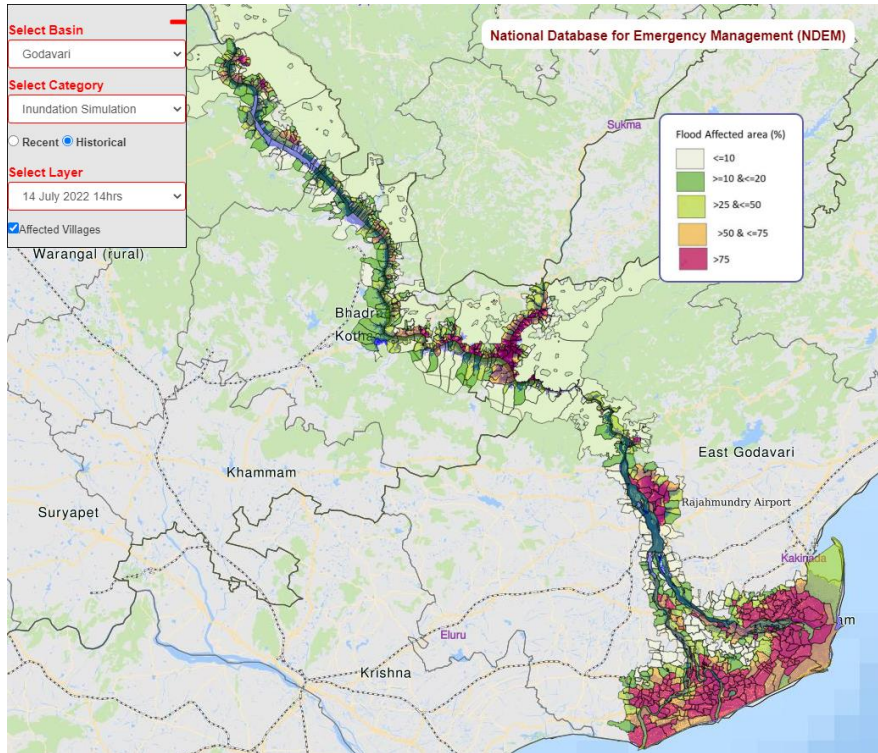 Select Basin
Godavari
Select Category
Inundation Simulation
Recent Historical
Select Layer
14 July 2022 14hrs
Affected Villages
National Database for Emergency Management (NDEM)
Sukma
Flood Affected area (%)
<=10
>=10 &<=20
>25 &<=50
>50 & <=75
>75
Warangal (rural)
Bhadr
Kotha
East Godavari
Khammam
Rajahmundry Airport
Suryapet
Kakinada
am
Eluru
Krishna